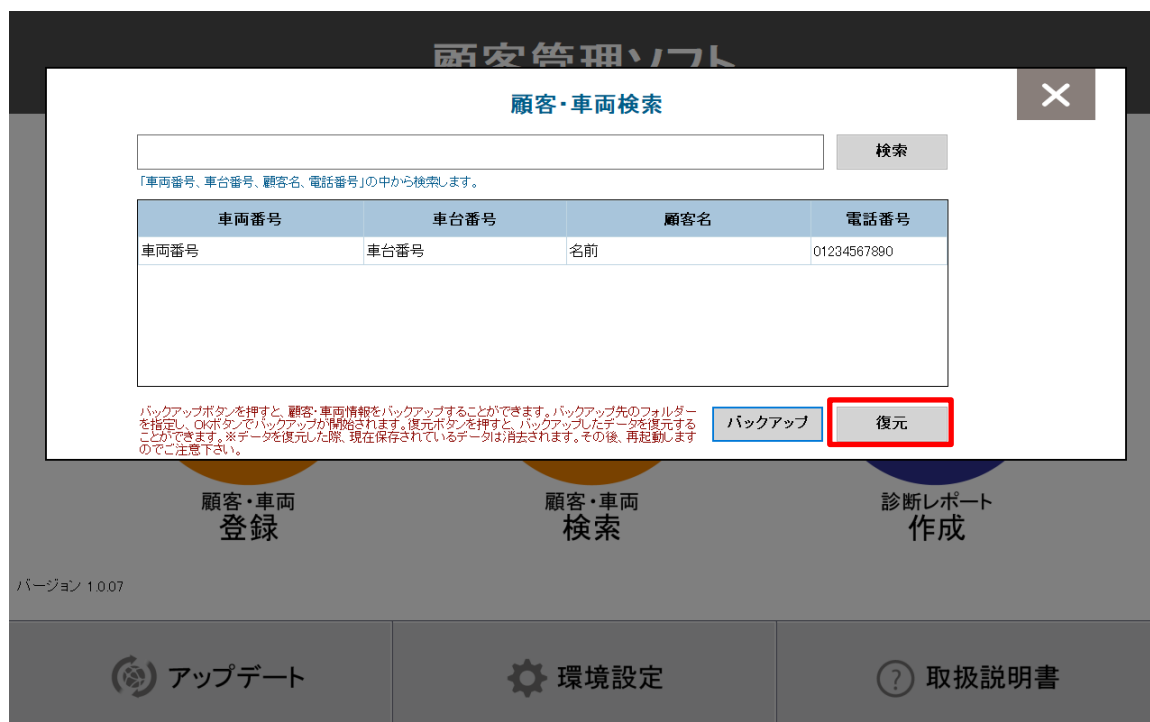 顧客管理ソフト
顧客・車両検索
検索
「車両番号、車台番号、顧客名、電話番号」の中から検索します。
車両番号 車台番号 顧客名 電話番号
車両番号 車台番号 名前 01234567890
バックアップボタンを押すと、顧客・車両情報をバックアップすることができます。バックアップ先のフォルダー
を指定し、OKボタンでバックアップが開始されます。復元ボタンを押すと、バックアップしたデータを復元する
ことができます。※データを復元した際、現在保存されているデータは消去されます。その後、再起動します
のでご注意下さい。
バックアップ
復元
顧客・車両
登録
顧客・車両
検索
診断レポート
作成
バージョン 1.0.07
アップデート
環境設定
取扱説明書